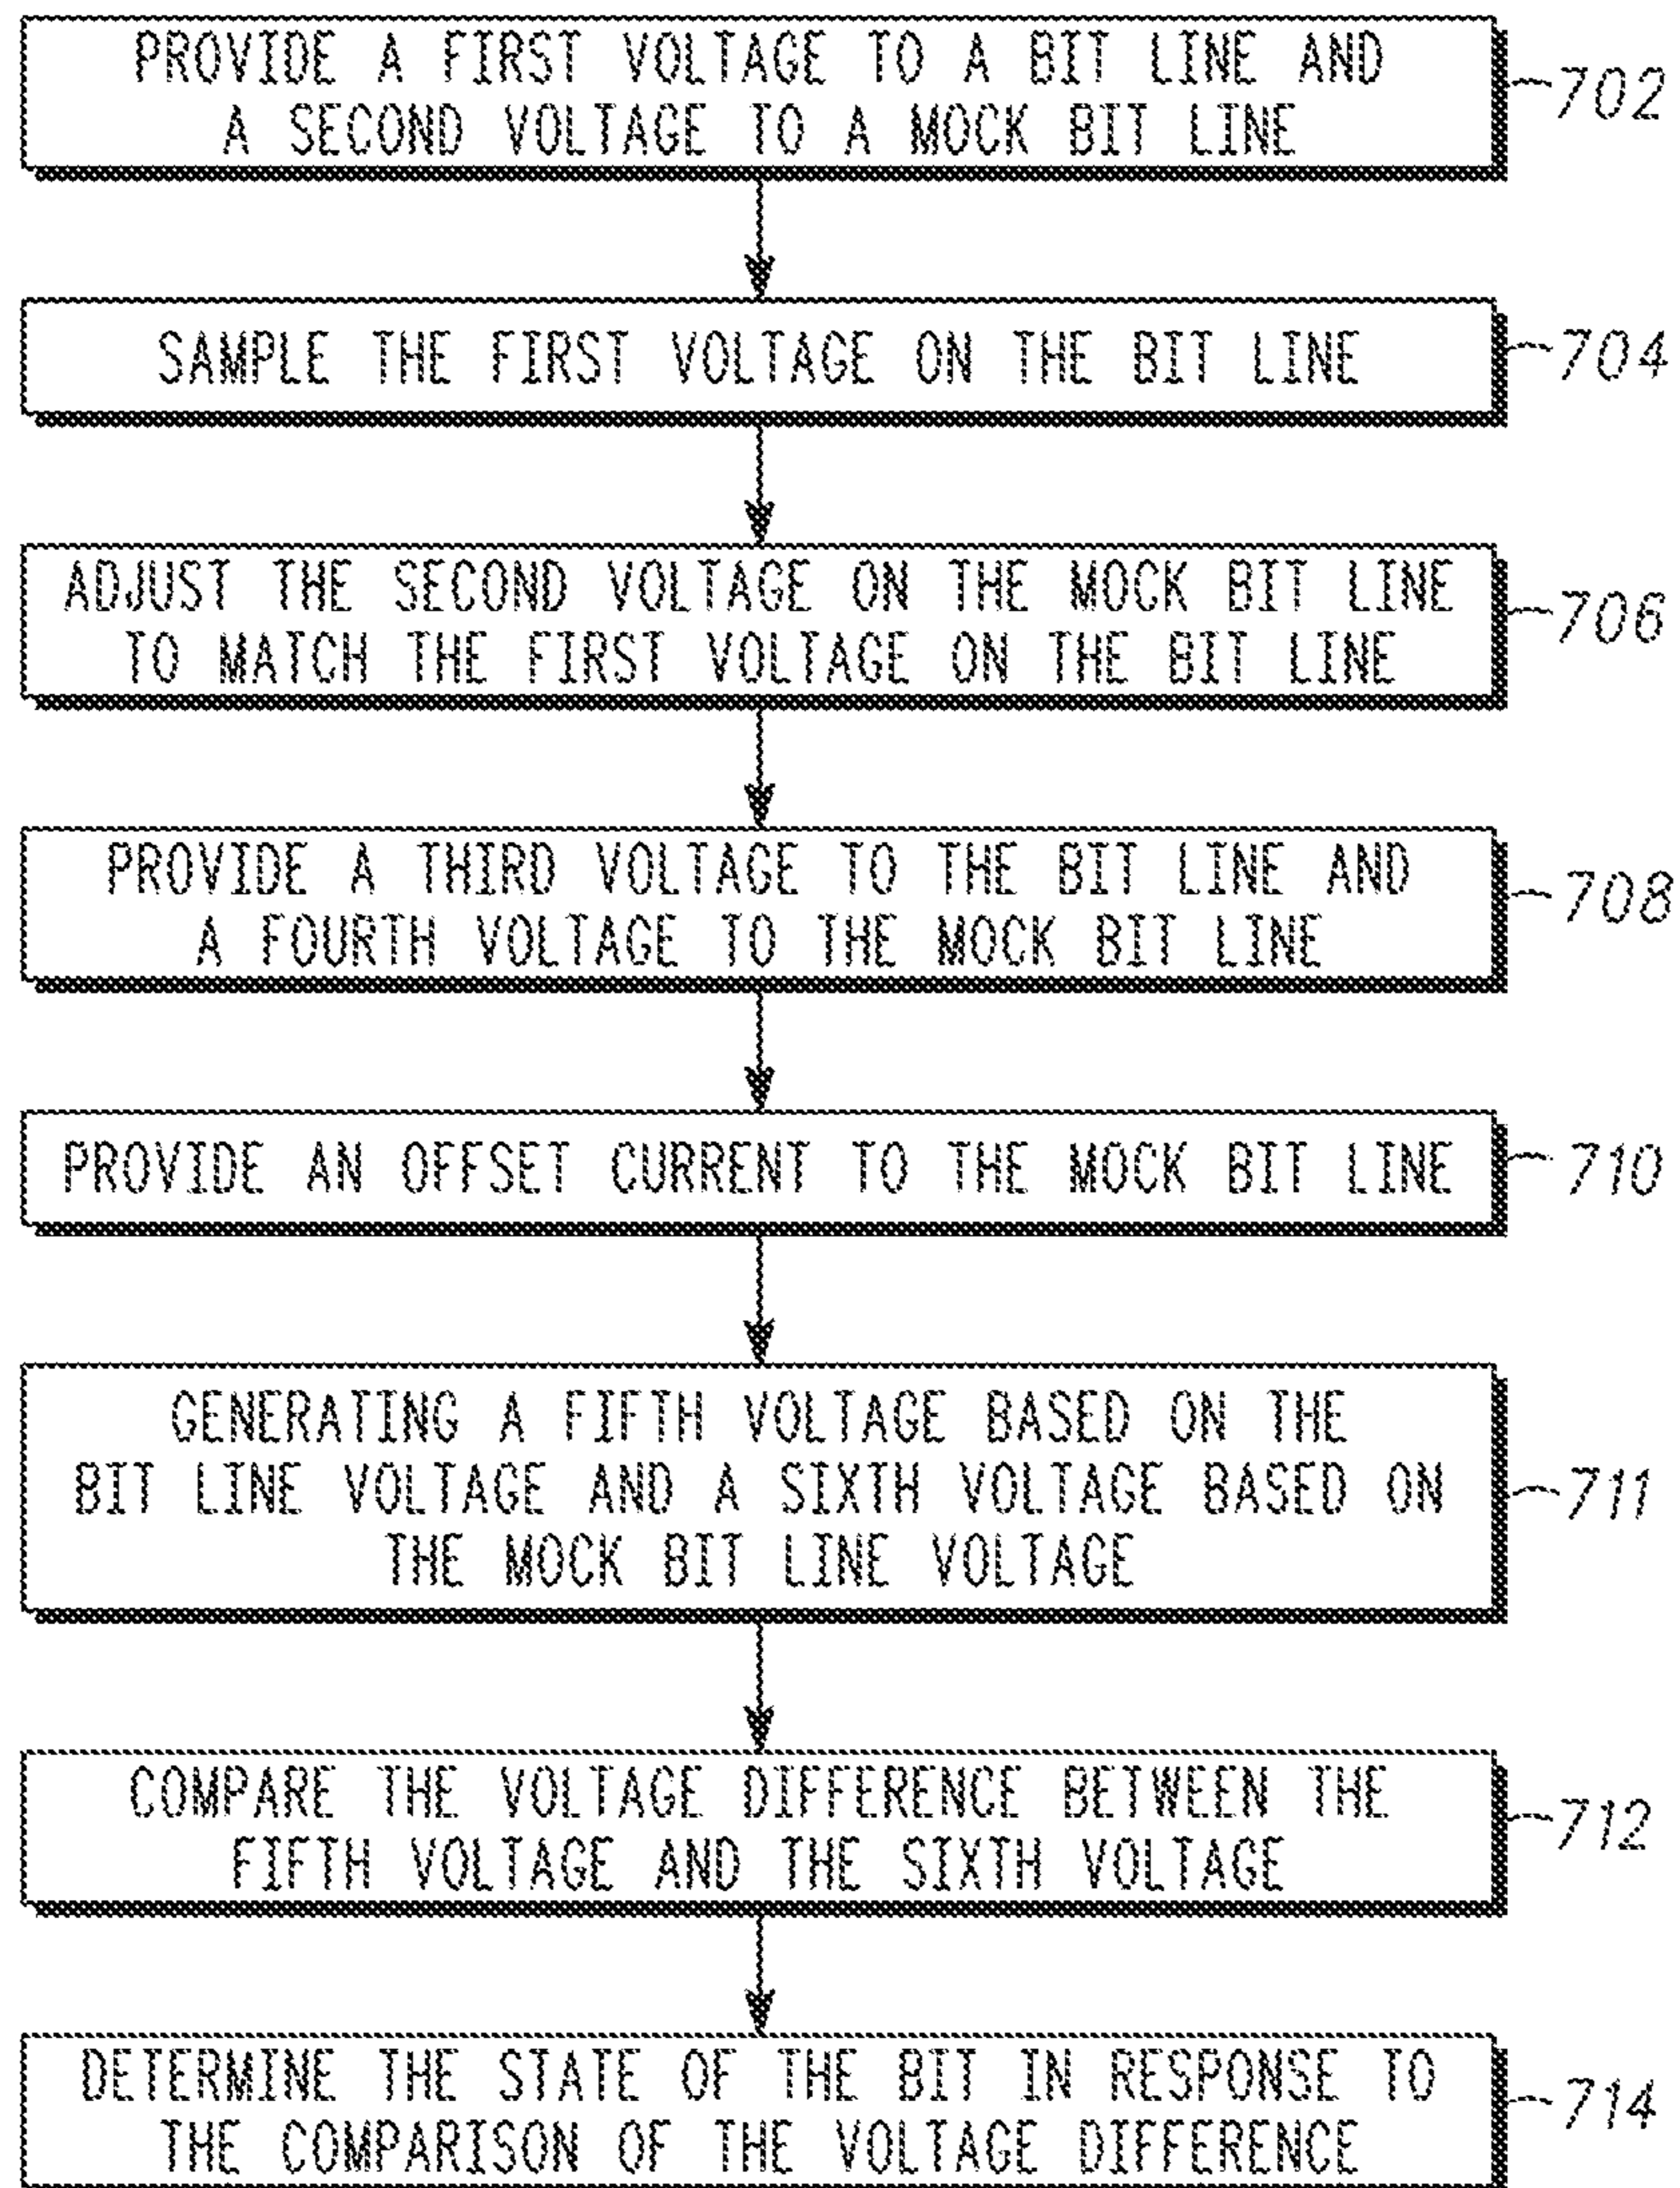 PROVIDE A FIRST VOLTAGE TO A BIT LINE AND
A SECOND VOLTAGE TO A MOCK BIT LINE
702
SAMPLE THE FIRST VOLTAGE ON THE BIT LINE
704
ADJUST THE SECOND VOLTAGE ON THE MOCK BIT LINE
TO MATCH THE FIRST VOLTAGE ON THE BIT LINE
706
PROVIDE A THIRD VOLTAGE TO THE BIT LINE AND
A FOURTH VOLTAGE TO THE MOCK BIT LINE
708
PROVIDE AN OFFSET CURRENT TO THE MOCK BIT LINE
710
GENERATING A FIFTH VOLTAGE BASED ON THE
BIT LINE VOLTAGE AND A SIXTH VOLTAGE BASED ON
THE MOCK BIT LINE VOLTAGE
711
COMPARE THE VOLTAGE DIFFERENCE BETWEEN THE
FIFTH VOLTAGE AND THE SIXTH VOLTAGE
712
DETERMINE THE STATE OF THE BIT IN RESPONSE TO
THE COMPARISON OF THE VOLTAGE DIFFERENCE
714